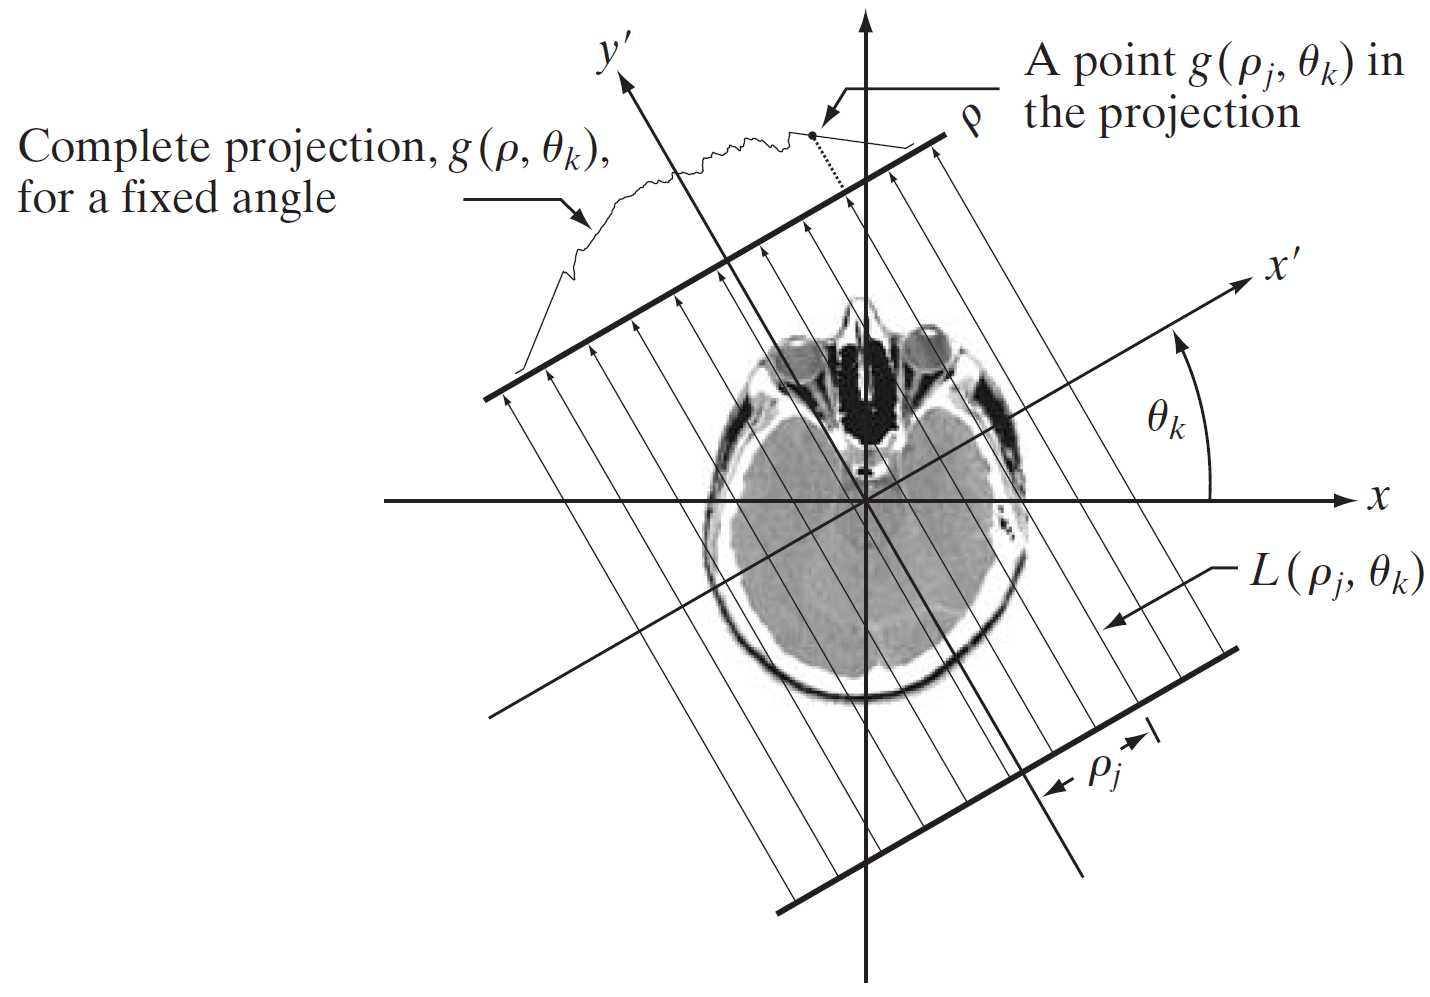 y′
A point g(ρj, θk) in
the projection
ρ
Complete projection, g(ρ, θk),
for a fixed angle
x′
θk
x
L(ρj, θk)
ρj